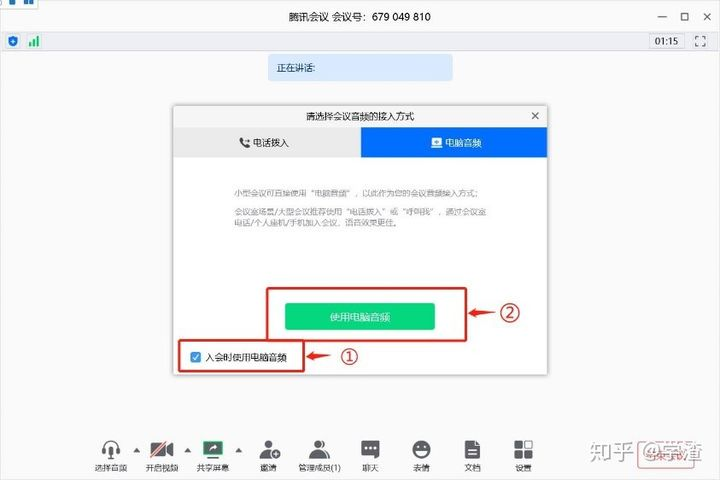 腾讯会议 会议号：679 049 810
01:15
正在讲话:
请选择会议音频的接入方式
电话拨入
电脑音频
小型会议可直接使用“电脑音频”，以此作为您的会议音频接入方式；
会议室场景/大型会议推荐使用“电话拨入”或“呼叫我”，通过会议室
电话/个人座机/手机加入会议，语音效果更佳。
使用电脑音频
②
入会时使用电脑音频
①
选择音频
开启视频
共享屏幕
邀请
管理成员(1)
聊天
表情
文档
设置
知乎 @学渣